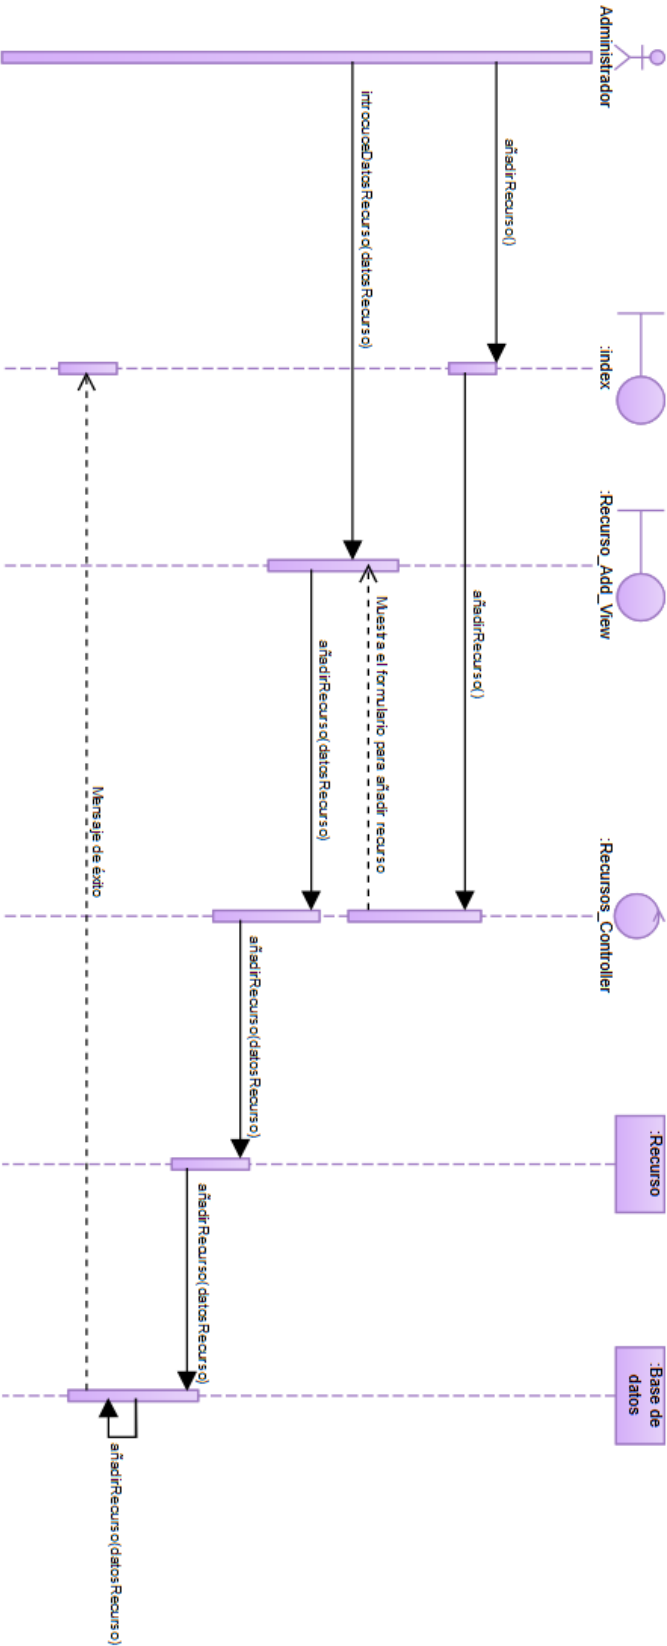 Administrador
:index
:Recurso_Add_View
:Recursos_Controller
:Recurso
:Base de
datos
añadirRecurso()
añadirRecurso()
Muestra el formulario para añadir recurso
introcuceDatosRecurso(datosRecurso)
añadirRecurso(datosRecurso)
añadirRecurso(datosRecurso)
añadirRecurso(datosRecurso)
añadirRecurso(datosRecurso)
Mensaje de éxito